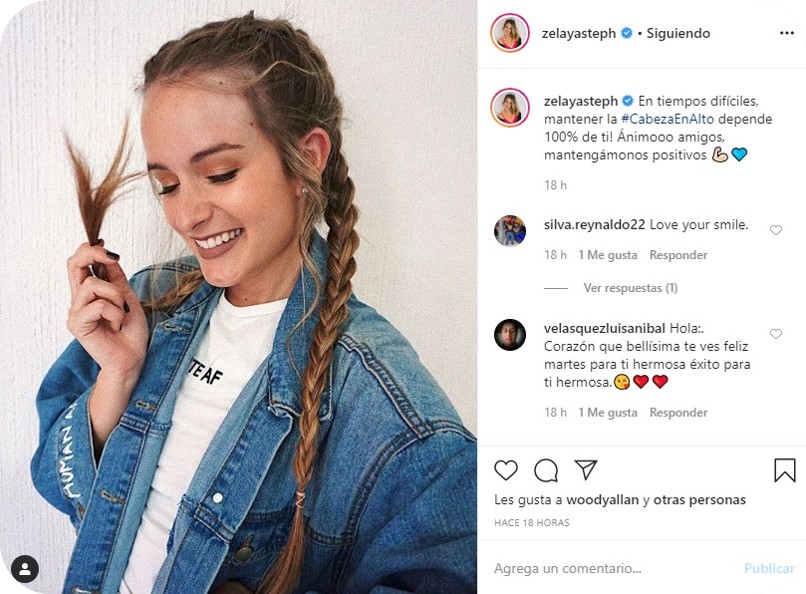 zelayasteph • Siguiendo
zelayasteph En tiempos difíciles,
mantener la #CabezaEnAlto depende
100% de ti! Ánimooo amigos,
mantengámonos positivos 💪🏻💙
18 h
silva.reynaldo22 Love your smile.
18 h 1 Me gusta Responder
Ver respuestas (1)
velasquezluisanibal Hola:.
Corazón que bellísima te ves feliz
martes para ti hermosa éxito para
ti hermosa.😘❤️❤️
18 h 1 Me gusta Responder
Les gusta a woodyallan y otras personas
HACE 18 HORAS
Agrega un comentario... Publicar
TE AF
HUMAN